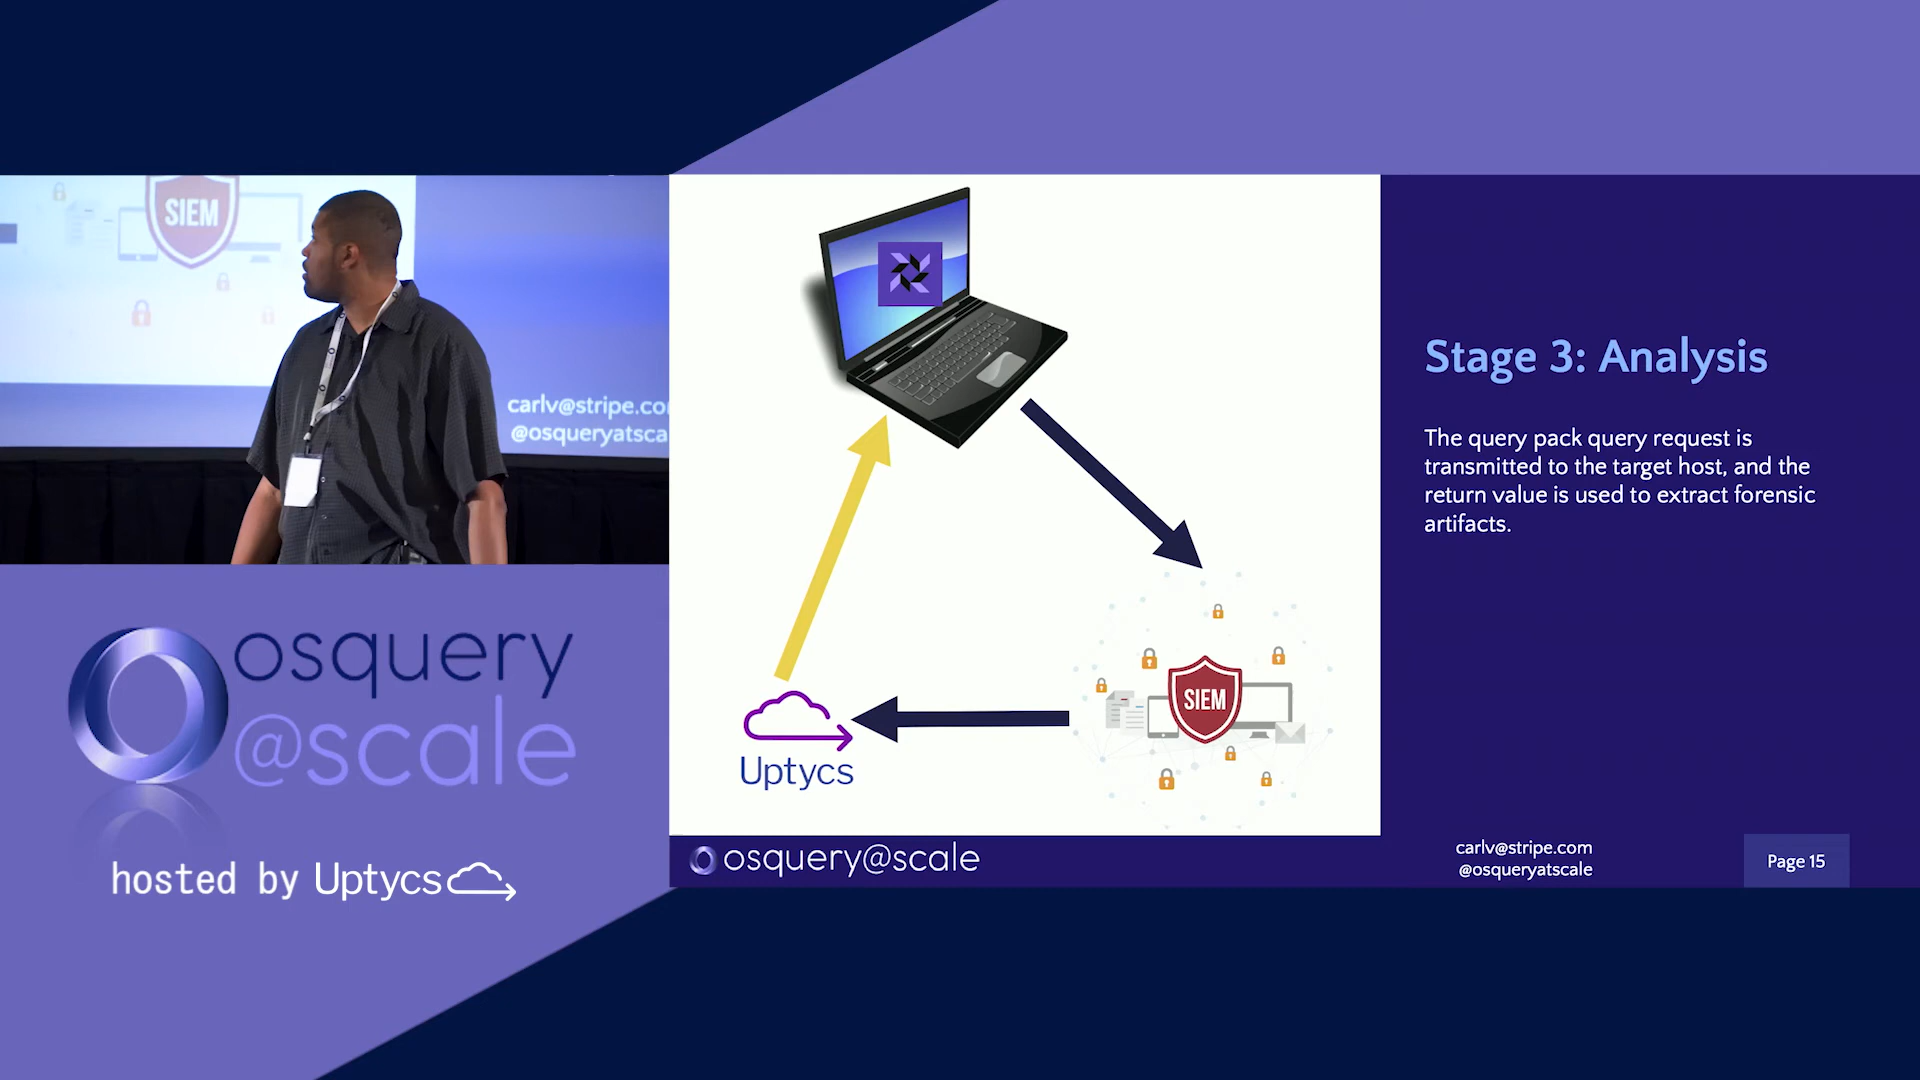 SIEM
carlv@stripe.co
@osqueryatsca
osquery
@scale
hosted by Uptycs
Uptycs
SIEM
Stage 3: Analysis
The query pack query request is
transmitted to the target host, and the
return value is used to extract forensic
artifacts.
osquery@scale
carlv@stripe.com
@osqueryatscale
Page 15